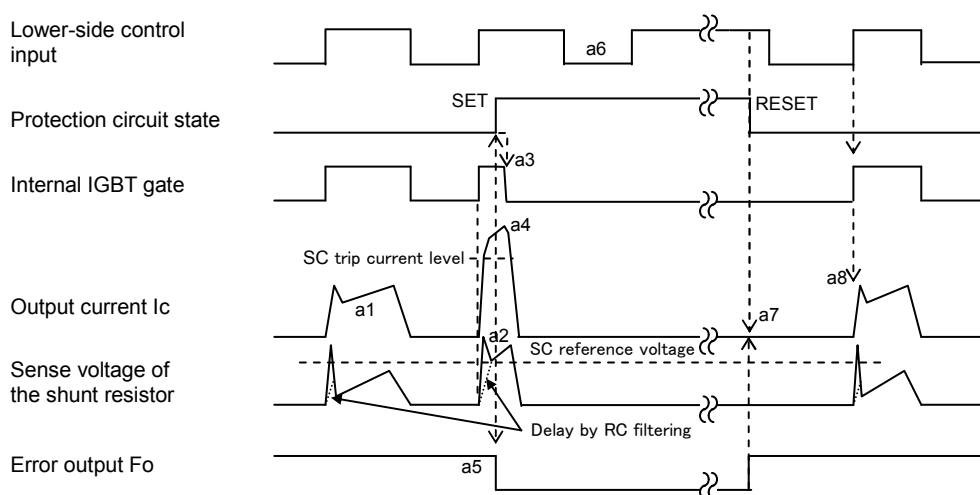 Lower-side control
input
a6
SET
RESET
Protection circuit state
a3
Internal IGBT gate
a4
SC trip current level
a8
Output current Ic
a1
a7
a2
SC reference voltage
Sense voltage of
the shunt resistor
Delay by RC filtering
Error output Fo
a5